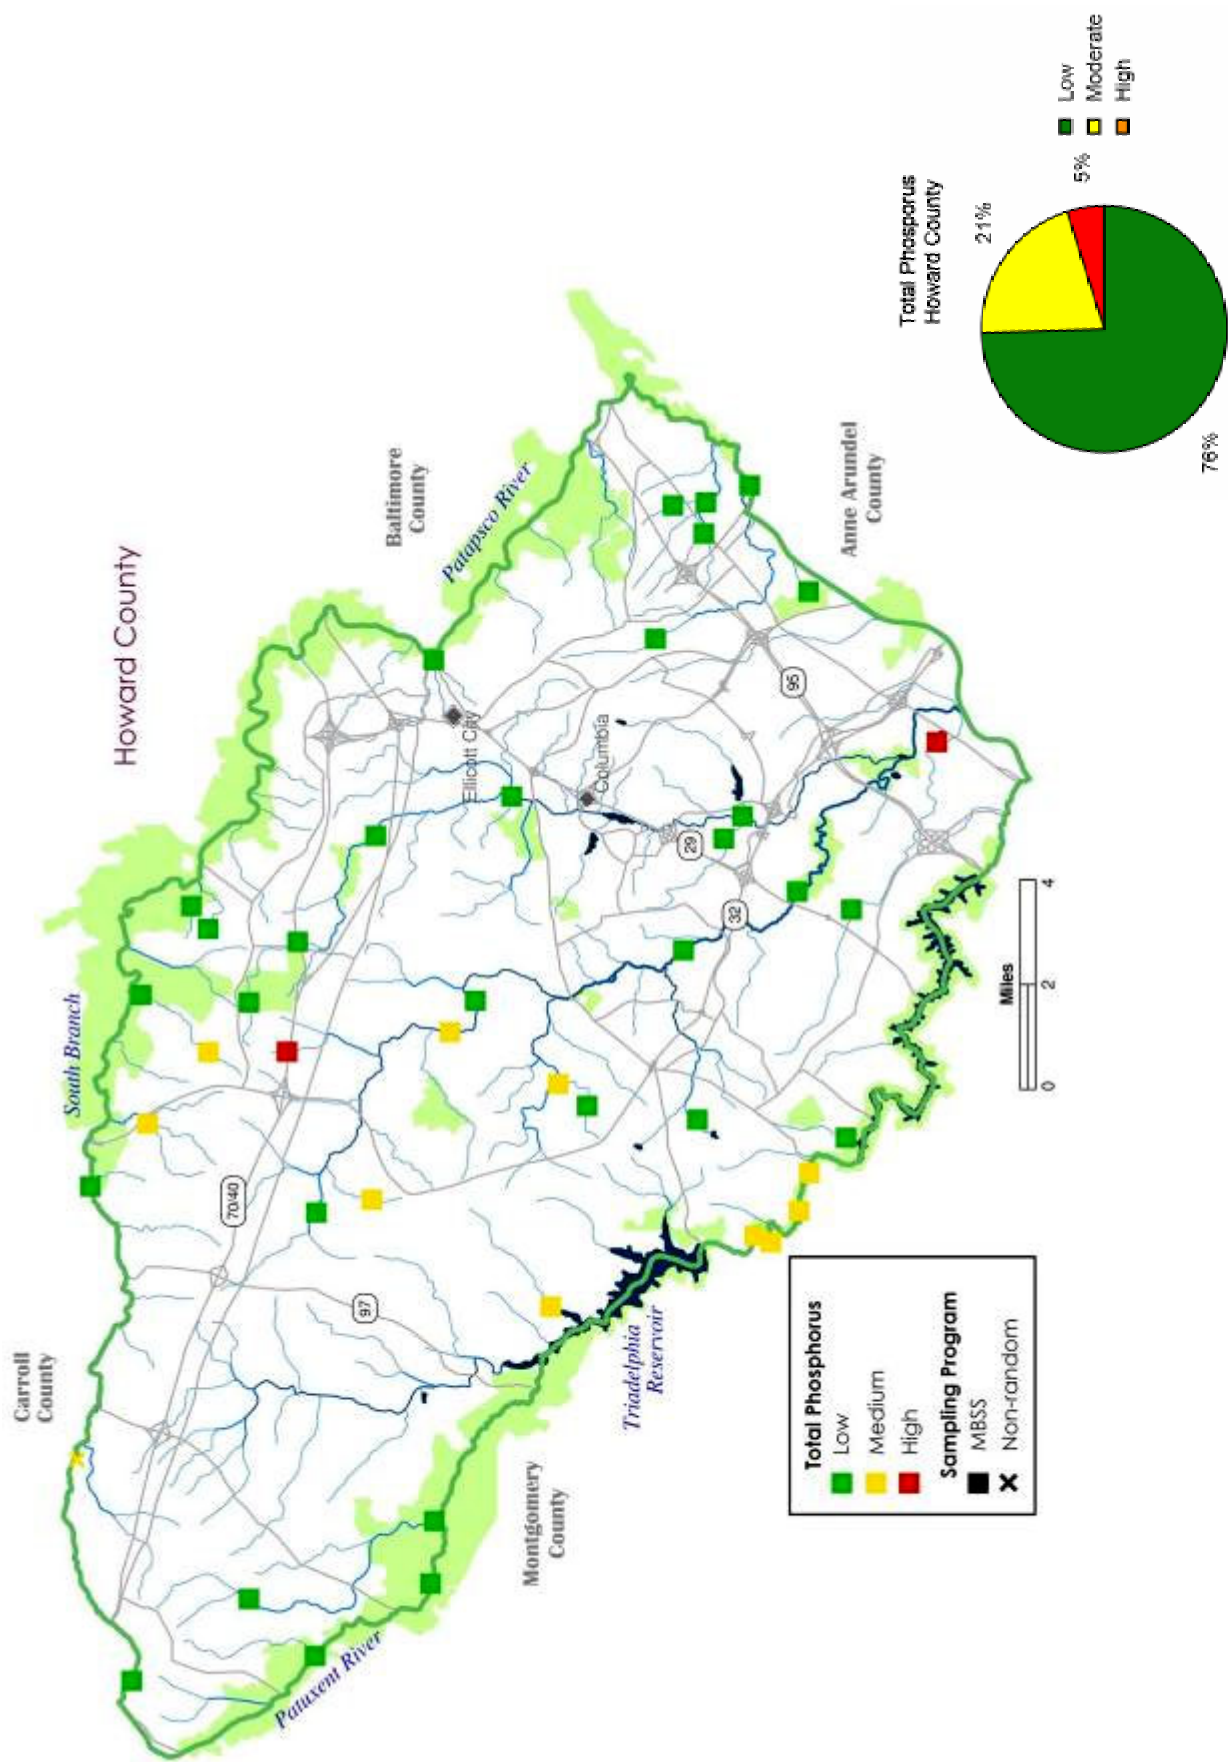 Howard County
Carroll
County
South Branch
Baltimore
County
Patapsco River
70/40
97
Ellicott City
Columbia
29
32
95
Anne Arundel
County
Patuxent River
Montgomery
County
Triadelphia
Reservoir
Miles
0
2
4
Total Phosphorus
Low
Medium
High
Sampling Program
MBSS
Non-random
Total Phosporus
Howard County
21%
5%
76%
Low
Moderate
High